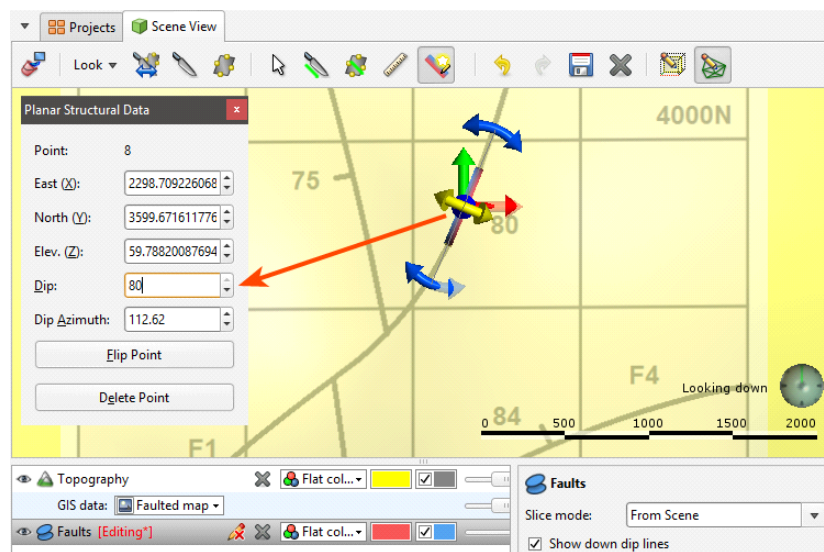 Projects
Scene View
Look
Planar Structural Data
x
Point: 8
East (X): 2298.709226068
North (Y): 3599.671611776
Elev. (Z): 59.78820087694
Dip: 80
Dip Azimuth: 112.62
Flip Point
Delete Point
4000N
75
80
F4
Looking down
84
0 500 1000 1500 2000
F1
Topography
Flat col...
GIS data: Faulted map
Faults [Editing*]
Flat col...
Faults
Slice mode: From Scene
Show down dip lines